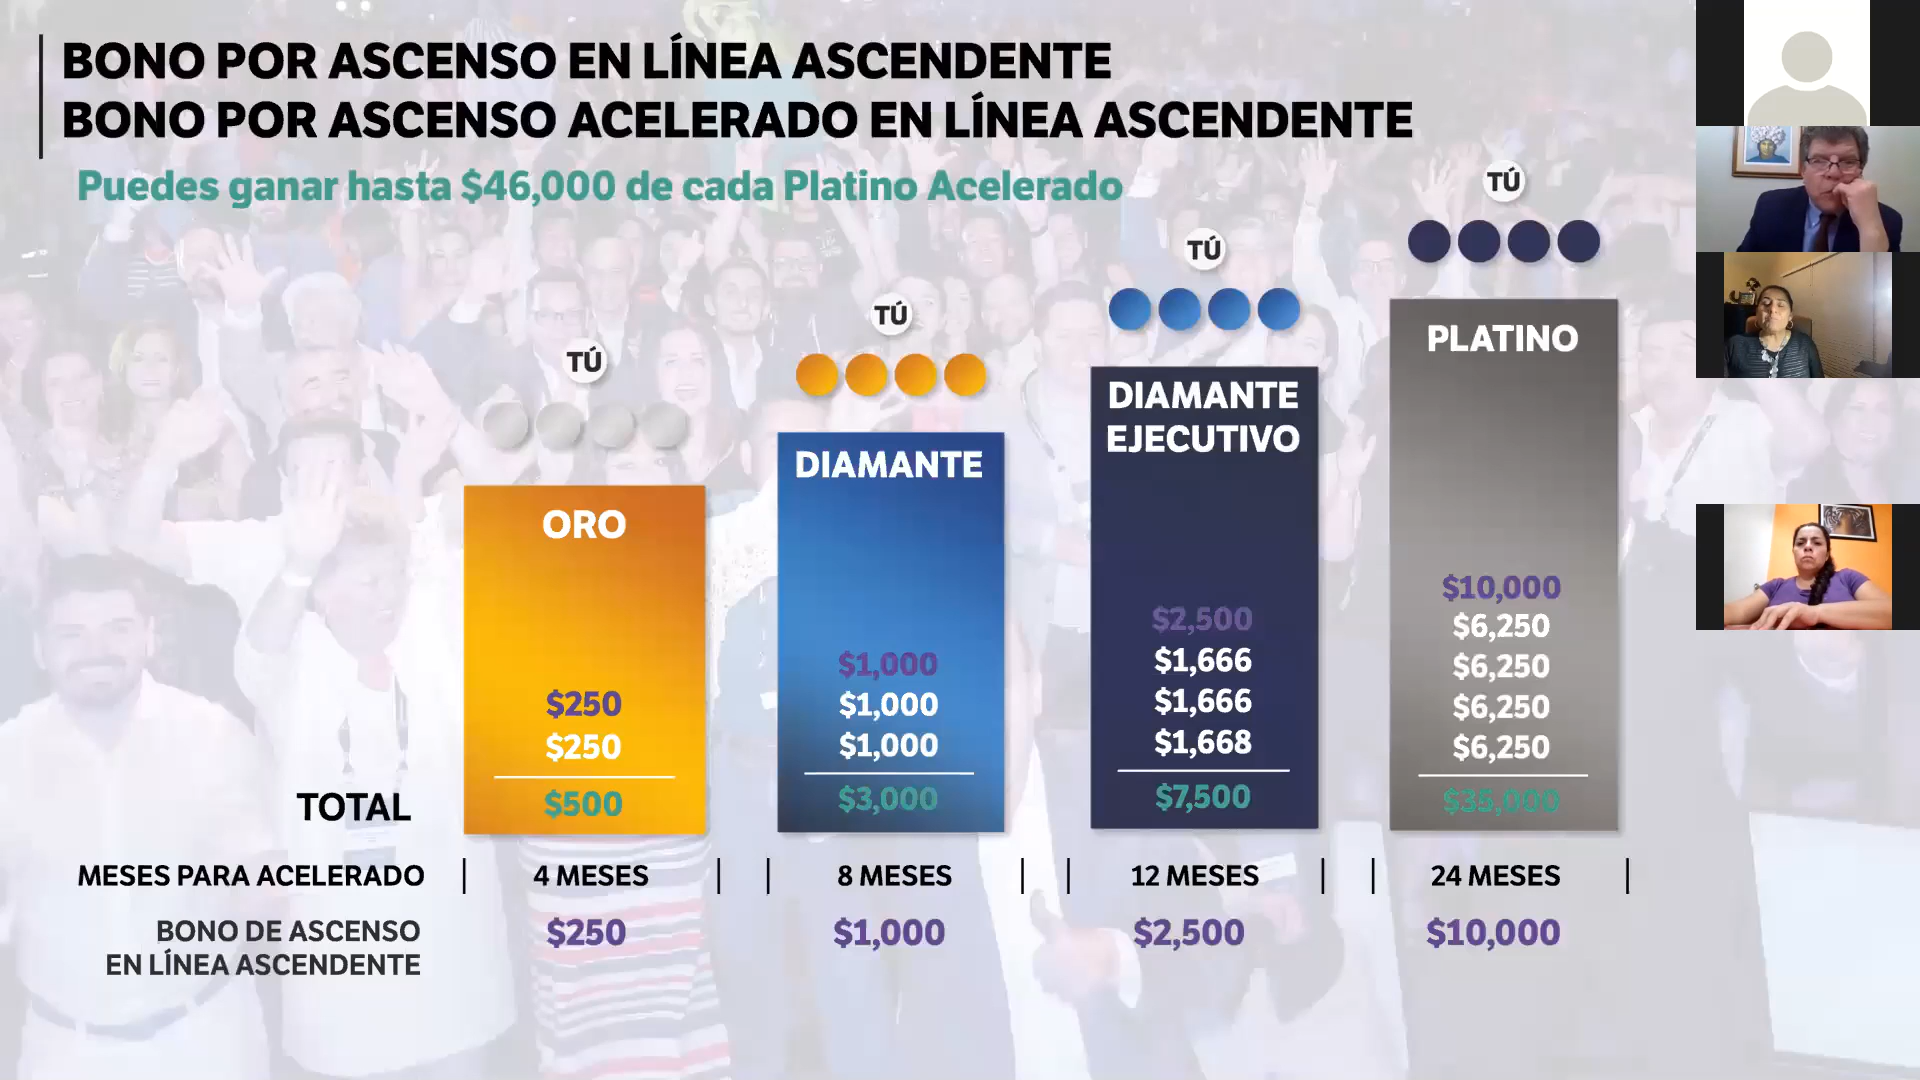 BONO POR ASCENSO EN LÍNEA ASCENDENTE
BONO POR ASCENSO ACELERADO EN LÍNEA ASCENDENTE
Puedes ganar hasta $46,000 de cada Platino Acelerado
TÚ
ORO
$250
$250
$500
TÚ
DIAMANTE
$1,000
$1,000
$1,000
$3,000
TÚ
DIAMANTE
EJECUTIVO
$2,500
$1,666
$1,666
$1,668
$7,500
TÚ
PLATINO
$10,000
$6,250
$6,250
$6,250
$6,250
$35,000
TOTAL
MESES PARA ACELERADO | 4 MESES | | 8 MESES | | 12 MESES | | 24 MESES |
BONO DE ASCENSO
EN LÍNEA ASCENDENTE
$250 $1,000 $2,500 $10,000